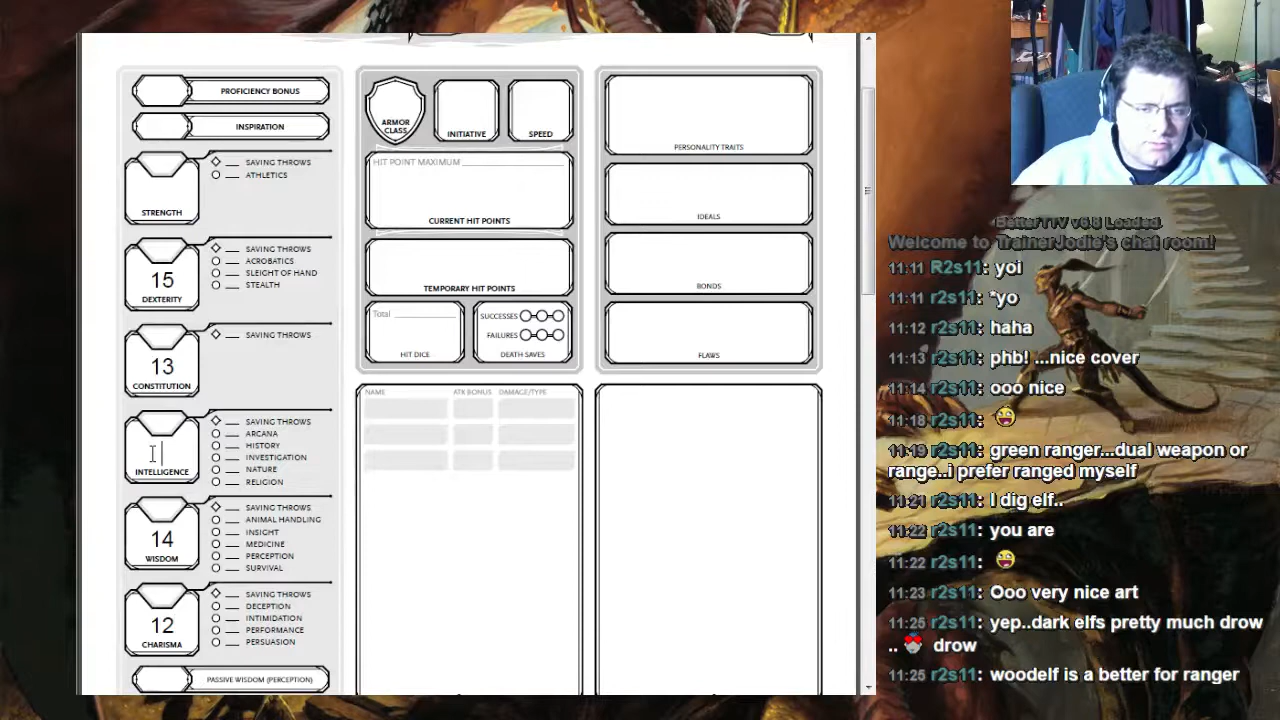 PROFICIENCY BONUS
INSPIRATION
SAVING THROWS
ATHLETICS
STRENGTH
SAVING THROWS
ACROBATICS
SLEIGHT OF HAND
STEALTH
15
DEXTERITY
SAVING THROWS
13
CONSTITUTION
SAVING THROWS
ARCANA
HISTORY
INVESTIGATION
NATURE
RELIGION
INTELLIGENCE
SAVING THROWS
ANIMAL HANDLING
INSIGHT
MEDICINE
PERCEPTION
SURVIVAL
14
WISDOM
SAVING THROWS
DECEPTION
INTIMIDATION
PERFORMANCE
PERSUASION
12
CHARISMA
PASSIVE WISDOM (PERCEPTION)
ARMOR
CLASS
INITIATIVE
SPEED
HIT POINT MAXIMUM
CURRENT HIT POINTS
TEMPORARY HIT POINTS
Total
HIT DICE
SUCCESSES
FAILURES
DEATH SAVES
NAME ATK BONUS DAMAGE/TYPE
PERSONALITY TRAITS
IDEALS
BONDS
FLAWS
BetterTTV v6.8 Loaded.
Welcome to TrainerJodie's chat room!
11:11 R2s11: yoi
11:11 r2s11: *yo
11:12 r2s11: haha
11:13 r2s11: phb! ...nice cover
11:14 r2s11: ooo nice
11:18 r2s11:
11:19 r2s11: green ranger...dual weapon or
range..i prefer ranged myself
11:21 r2s11: I dig elf..
11:22 r2s11: you are
11:22 r2s11:
11:23 r2s11: Ooo very nice art
11:25 r2s11: yep..dark elfs pretty much drow
.. drow
11:25 r2s11: woodelf is a better for ranger